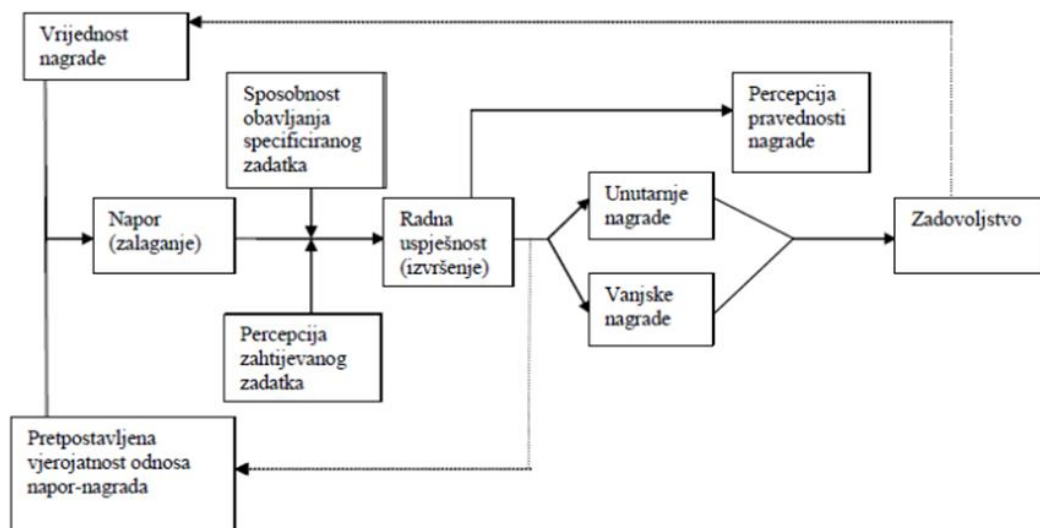 Vrijednost
nagrade
Sposobnost
obavljanja
specificiranog
zadatka
Percepcija
pravednosti
nagrade
Napor
(zalaganje)
Radna
uspješnost
(izvršenje)
Unutarnje
nagrade
Zadovoljstvo
Vanjske
nagrade
Percepcija
zahtijevanog
zadatka
Pretpostavljena
vjerojatnost odnosa
napor-nagrada